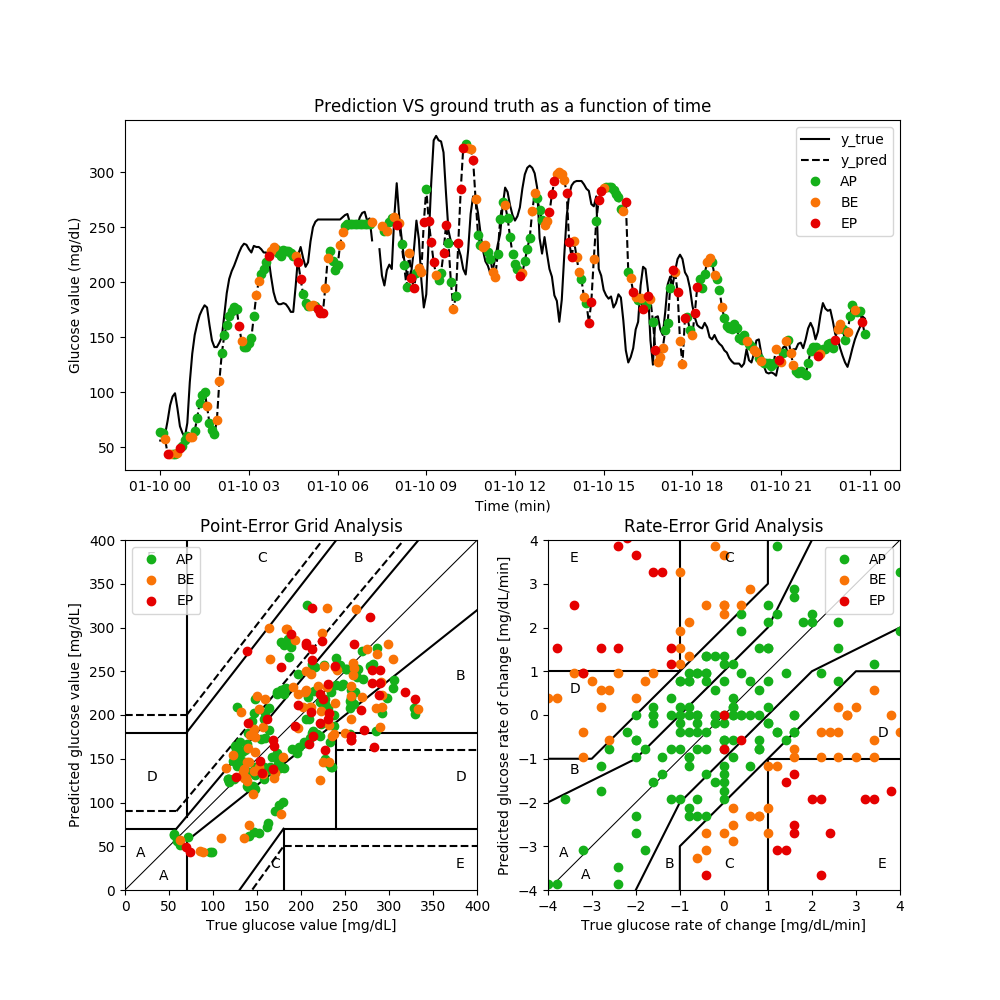 Prediction VS ground truth as a function of time
Glucose value (mg/dL)
300
250
200
150
100
50
y_true
y_pred
AP
BE
EP
01-10 00 01-10 03 01-10 06 01-10 09 01-10 12 01-10 15 01-10 18 01-10 21 01-11 00
Time (min)
Point-Error Grid Analysis
Predicted glucose value [mg/dL]
400
350
300
250
200
150
100
50
0
AP
BE
EP
C
B
B
D
D
A
A
C
E
0 50 100 150 200 250 300 350 400
True glucose value [mg/dL]
Rate-Error Grid Analysis
Predicted glucose rate of change [mg/dL/min]
4
3
2
1
0
−1
−2
−3
−4
E
C
AP
BE
EP
D
D
B
A
A
B
C
E
−4 −3 −2 −1 0 1 2 3 4
True glucose rate of change [mg/dL/min]